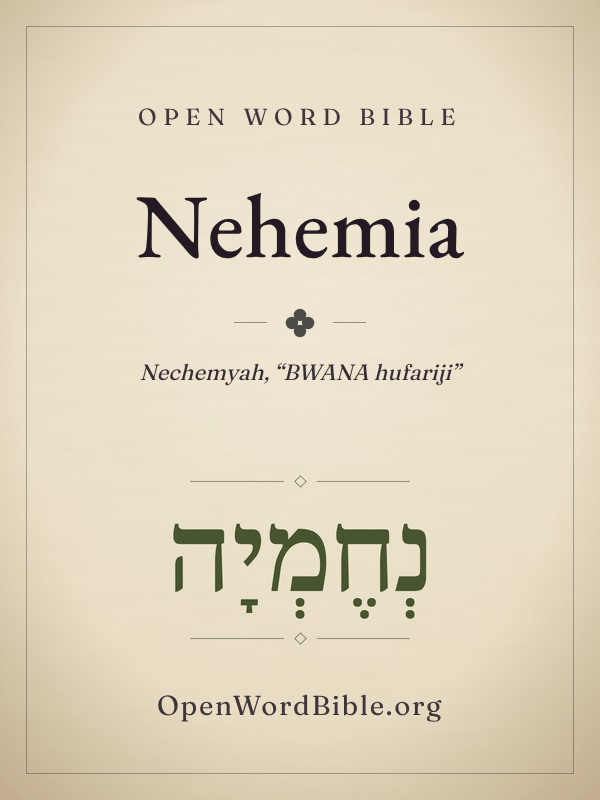 OPEN WORD BIBLE
Nehemia
Nechemyah, “BWANA hufariji”
נְחֶמְיָה
OpenWordBible.org